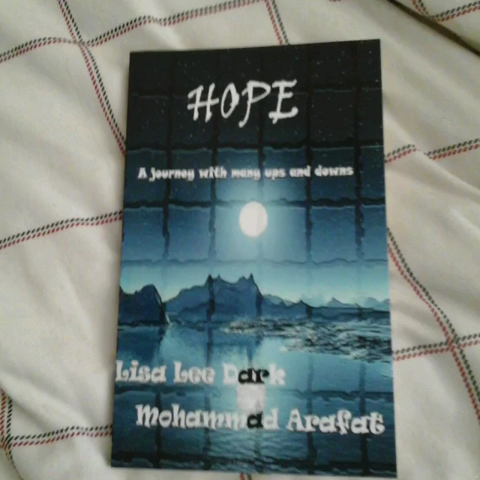 HOPE
A journey with many ups and downs
Lisa Lee Dark
Mohammad Arafat